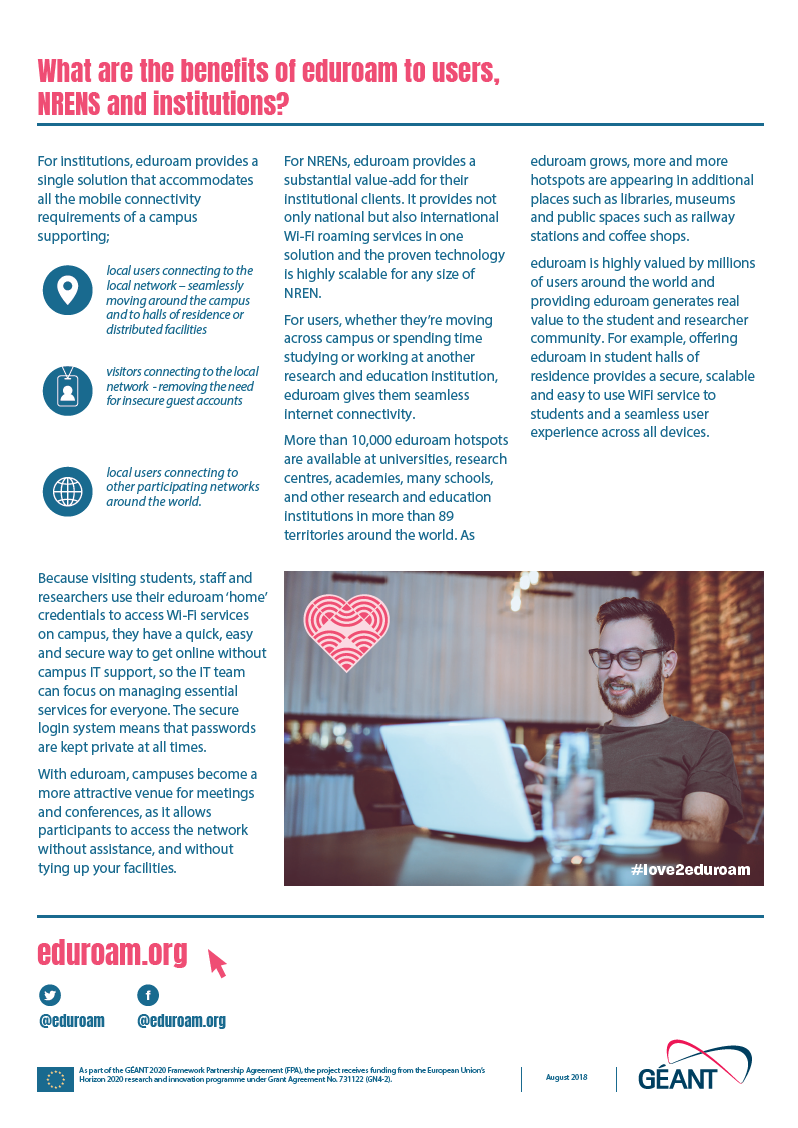 What are the benefits of eduroam to users,
NRENS and institutions?
For institutions, eduroam provides a
single solution that accommodates
all the mobile connectivity
requirements of a campus
supporting;
local users connecting to the
local network – seamlessly
moving around the campus
and to halls of residence or
distributed facilities
visitors connecting to the local
network - removing the need
for insecure guest accounts
local users connecting to
other participating networks
around the world.
Because visiting students, staff and
researchers use their eduroam ‘home’
credentials to access Wi-Fi services
on campus, they have a quick, easy
and secure way to get online without
campus IT support, so the IT team
can focus on managing essential
services for everyone. The secure
login system means that passwords
are kept private at all times.
With eduroam, campuses become a
more attractive venue for meetings
and conferences, as it allows
participants to access the network
without assistance, and without
tying up your facilities.
For NRENs, eduroam provides a
substantial value-add for their
institutional clients. It provides not
only national but also international
Wi-Fi roaming services in one
solution and the proven technology
is highly scalable for any size of
NREN.
For users, whether they’re moving
across campus or spending time
studying or working at another
research and education institution,
eduroam gives them seamless
internet connectivity.
More than 10,000 eduroam hotspots
are available at universities, research
centres, academies, many schools,
and other research and education
institutions in more than 89
territories around the world. As
eduroam grows, more and more
hotspots are appearing in additional
places such as libraries, museums
and public spaces such as railway
stations and coffee shops.
eduroam is highly valued by millions
of users around the world and
providing eduroam generates real
value to the student and researcher
community. For example, offering
eduroam in student halls of
residence provides a secure, scalable
and easy to use WiFi service to
students and a seamless user
experience across all devices.
#love2eduroam
eduroam.org
@eduroam
@eduroam.org
As part of the GÉANT 2020 Framework Partnership Agreement (FPA), the project receives funding from the European Union’s
Horizon 2020 research and innovation programme under Grant Agreement No. 731122 (GN4-2).
August 2018
GÉANT